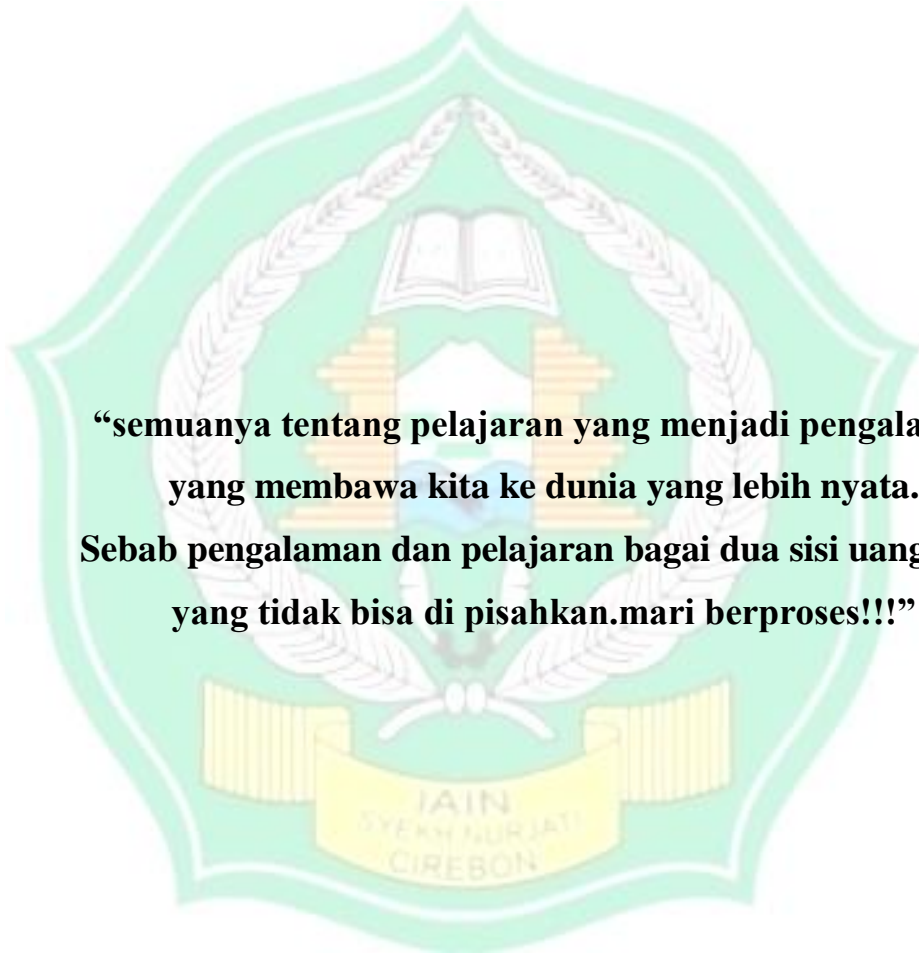 “semuanya tentang pelajaran yang menjadi pengala
yang membawa kita ke dunia yang lebih nyata.
Sebab pengalaman dan pelajaran bagai dua sisi uang
yang tidak bisa di pisahkan.mari berproses!!!”
IAIN
SYEKH NURJATI
CIREBON